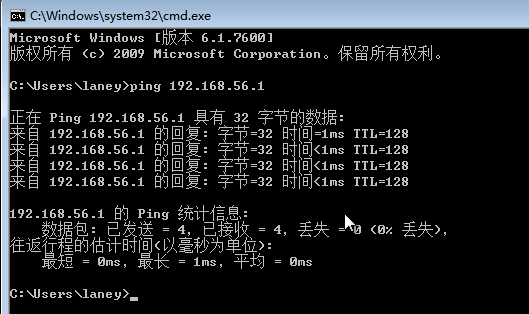 C:\Windows\system32\cmd.exe
Microsoft Windows [版本 6.1.7600]
版权所有 (c) 2009 Microsoft Corporation。保留所有权利。
C:\Users\laney>ping 192.168.56.1
正在 Ping 192.168.56.1 具有 32 字节的数据:
来自 192.168.56.1 的回复: 字节=32 时间=1ms TTL=128
来自 192.168.56.1 的回复: 字节=32 时间<1ms TTL=128
来自 192.168.56.1 的回复: 字节=32 时间<1ms TTL=128
来自 192.168.56.1 的回复: 字节=32 时间<1ms TTL=128
192.168.56.1 的 Ping 统计信息:
数据包: 已发送 = 4, 已接收 = 4, 丢失 = 0 (0% 丢失),
往返行程的估计时间(以毫秒为单位):
最短 = 0ms, 最长 = 1ms, 平均 = 0ms
C:\Users\laney>